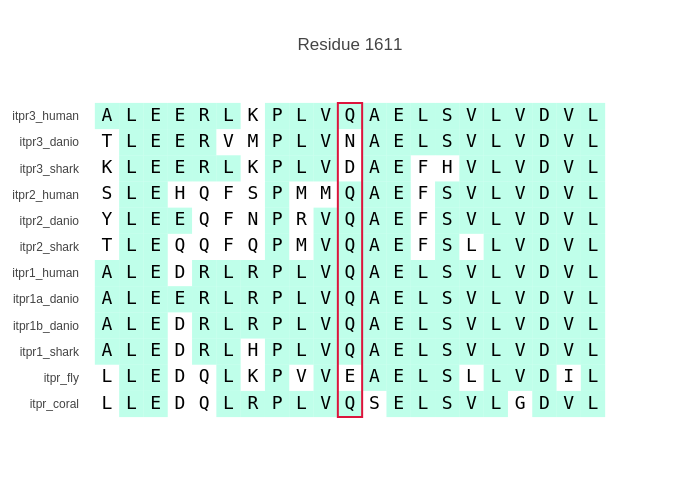 Residue 1611
itpr3_human A L E E R L K P L V Q A E L S V L V D V L
itpr3_danio T L E E R V M P L V N A E L S V L V D V L
itpr3_shark K L E E R L K P L V D A E F H V L V D V L
itpr2_human S L E H Q F S P M M Q A E F S V L V D V L
itpr2_danio Y L E E Q F N P R V Q A E F S V L V D V L
itpr2_shark T L E Q Q F Q P M V Q A E F S L L V D V L
itpr1_human A L E D R L R P L V Q A E L S V L V D V L
itpr1a_danio A L E E R L R P L V Q A E L S V L V D V L
itpr1b_danio A L E D R L R P L V Q A E L S V L V D V L
itpr1_shark A L E D R L H P L V Q A E L S V L V D V L
itpr_fly L L E D Q L K P V V E A E L S L L V D I L
itpr_coral L L E D Q L R P L V Q S E L S V L G D V L